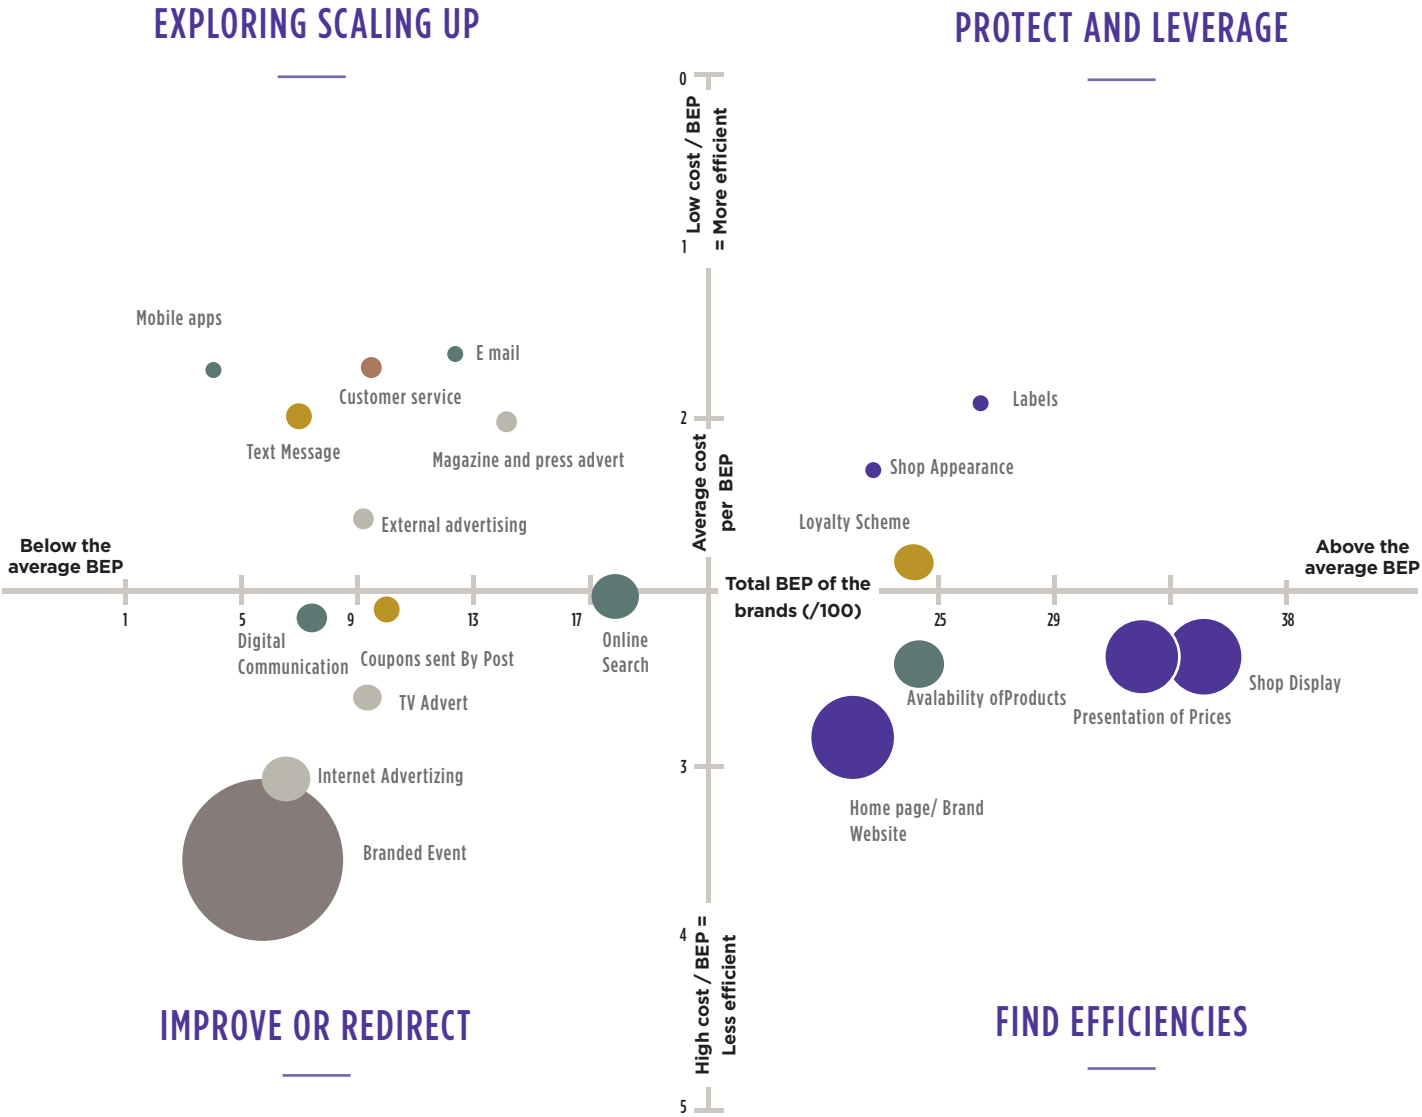 EXPLORING SCALING UP
PROTECT AND LEVERAGE
0
Low cost / BEP
= More efficient
1
Mobile apps
E mail
Customer service
Labels
2
Text Message
Magazine and press advert
Average cost
per BEP
Shop Appearance
External advertising
Loyalty Scheme
Below the
average BEP
Above the
average BEP
Total BEP of the
brands (/100)
1
5
9
13
17
25
29
38
Digital
Communication
Coupons sent By Post
Online
Search
TV Advert
Avalability ofProducts
Shop Display
Presentation of Prices
3
Internet Advertizing
Home page/ Brand
Website
Branded Event
4
High cost / BEP =
Less efficient
IMPROVE OR REDIRECT
FIND EFFICIENCIES
5